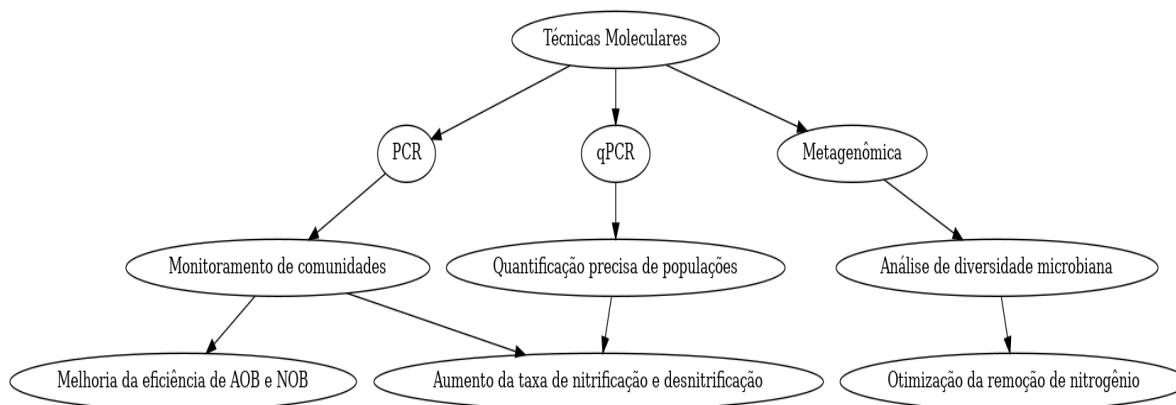 Técnicas Moleculares
PCR
qPCR
Metagenômica
Monitoramento de comunidades
Quantificação precisa de populações
Análise de diversidade microbiana
Melhoria da eficiência de AOB e NOB
Aumento da taxa de nitrificação e desnitrificação
Otimização da remoção de nitrogênio